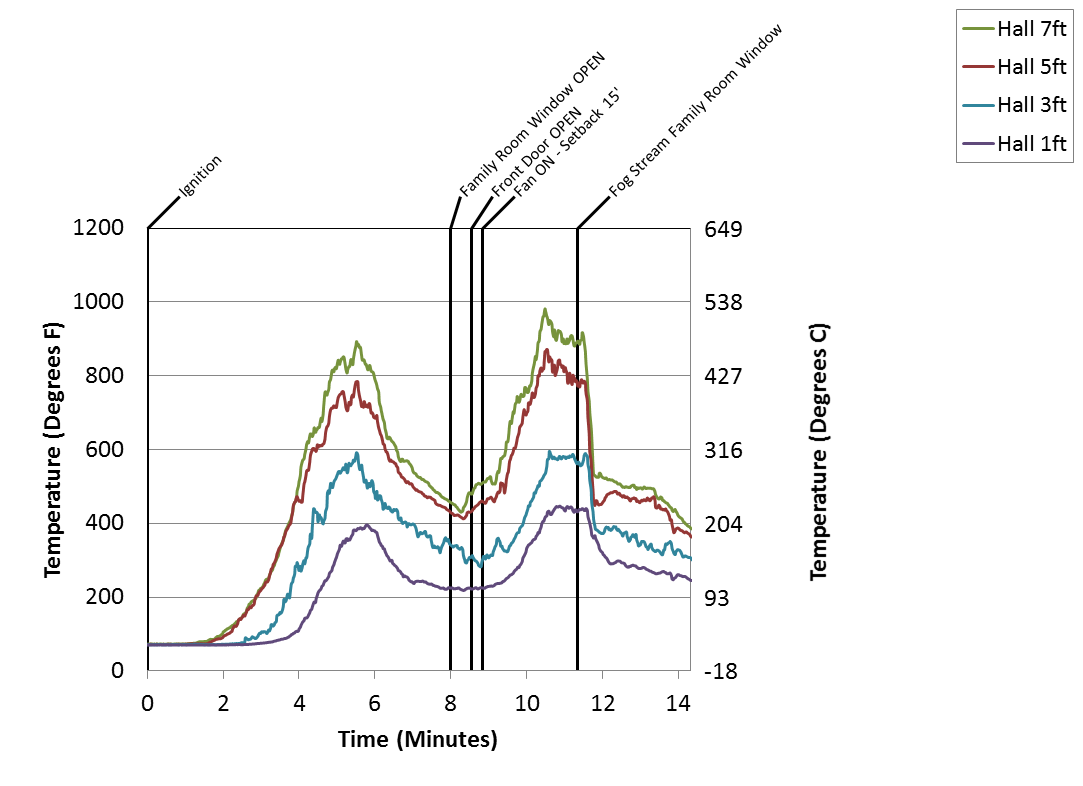 Hall 7ft
Hall 5ft
Hall 3ft
Hall 1ft
Ignition
Family Room Window OPEN
Front Door OPEN
Fan ON - Setback 15'
Fog Stream Family Room Window
1200
1000
800
600
400
200
0
Temperature (Degrees F)
649
538
427
316
204
93
-18
Temperature (Degrees C)
0 2 4 6 8 10 12 14
Time (Minutes)